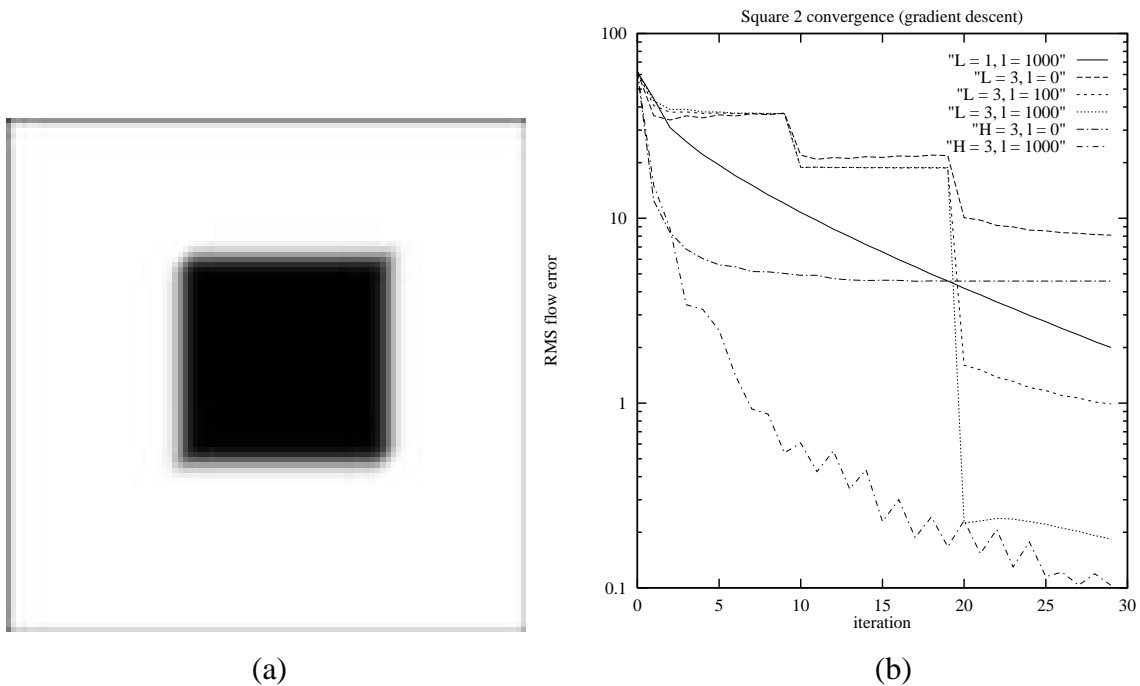 Square 2 convergence (gradient descent)
100
10
1
0.1
RMS flow error
"L = 1, l = 1000"
"L = 3, l = 0"
"L = 3, l = 100"
"L = 3, l = 1000"
"H = 3, l = 0"
"H = 3, l = 1000"
0 5 10 15 20 25 30
iteration
(a) (b)